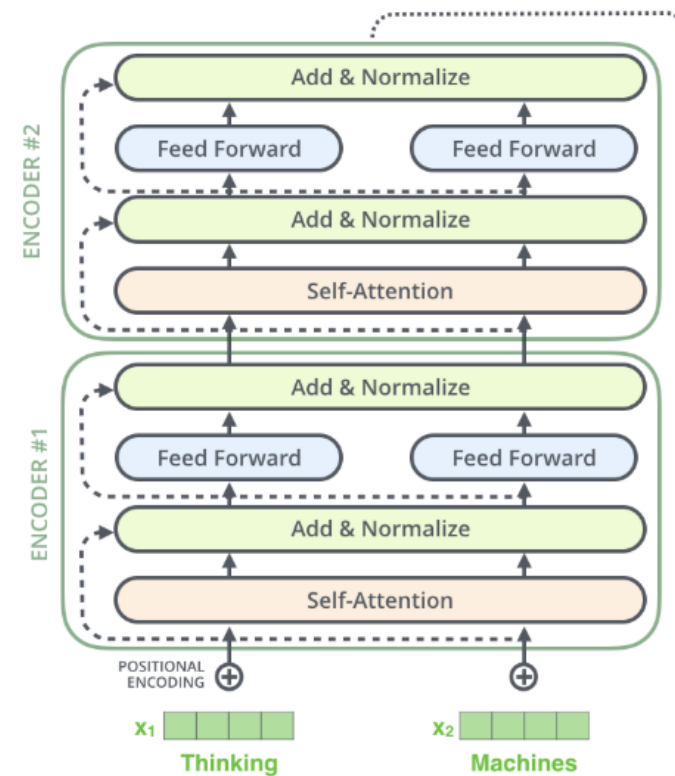 ENCODER #2
Add & Normalize
Feed Forward Feed Forward
Add & Normalize
Self-Attention
ENCODER #1
Add & Normalize
Feed Forward Feed Forward
Add & Normalize
Self-Attention
POSITIONAL
ENCODING
x1 x2
Thinking Machines